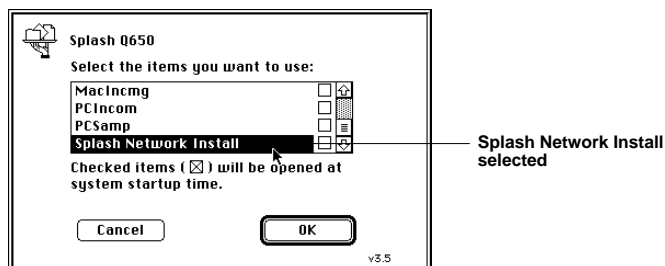 Splash Q650
Select the items you want to use:
MacIncmg
PCIncom
PCSamp
Splash Network Install
Checked items ( ☒ ) will be opened at
system startup time.
Cancel
OK
v3.5
Splash Network Install
selected